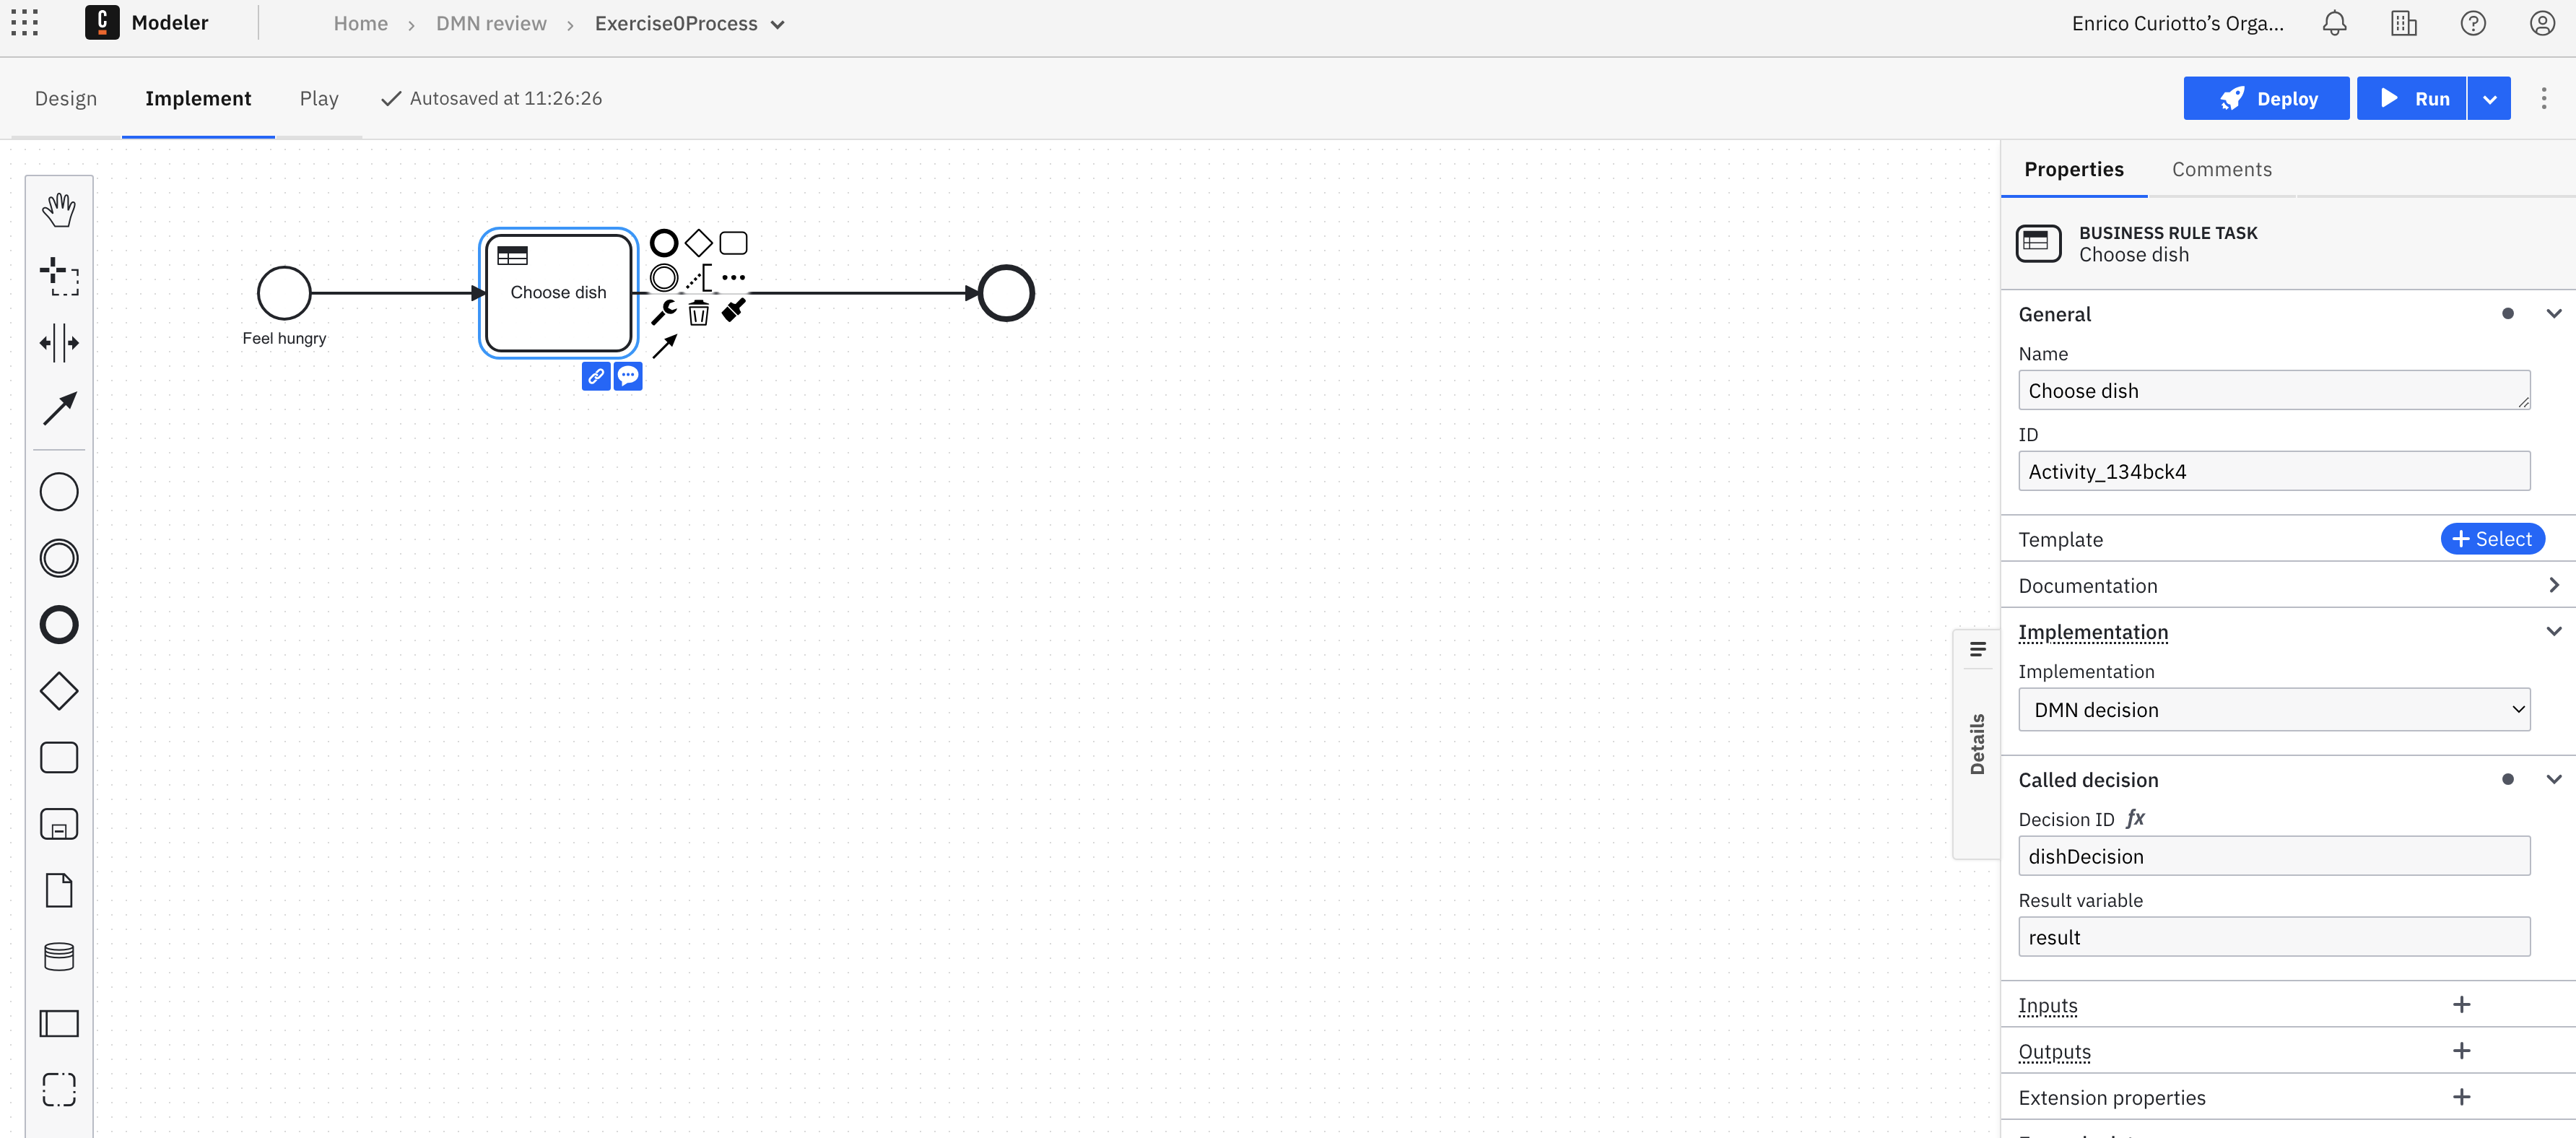 Modeler
Home > DMN review > Exercise0Process
Enrico Curiotto’s Orga...
Design Implement Play Autosaved at 11:26:26
Deploy Run
Feel hungry
Choose dish
Details
Properties Comments
BUSINESS RULE TASK
Choose dish
General
Name
Choose dish
ID
Activity_134bck4
Template + Select
Documentation
Implementation
Implementation
DMN decision
Called decision
Decision ID fx
dishDecision
Result variable
result
Inputs
Outputs
Extension properties